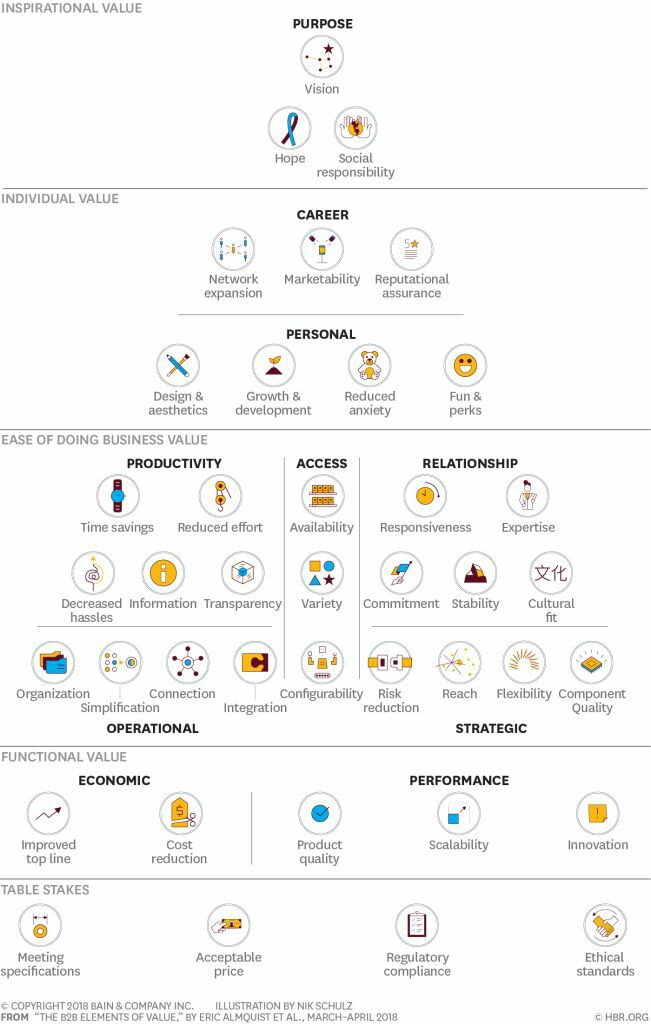 INSPIRATIONAL VALUE
PURPOSE
Vision
Hope
Social
responsibility
INDIVIDUAL VALUE
CAREER
Network
expansion
Marketability
Reputational
assurance
5
PERSONAL
Design &
aesthetics
Growth &
development
Reduced
anxiety
Fun &
perks
EASE OF DOING BUSINESS VALUE
PRODUCTIVITY
Time savings
Reduced effort
Decreased
hassles
Information
i
Transparency
Organization
Simplification
Connection
Integration
OPERATIONAL
ACCESS
Availability
Variety
Configurability
RELATIONSHIP
Responsiveness
Expertise
Commitment
Stability
文化
Cultural
fit
Risk
reduction
Reach
Flexibility
Component
Quality
STRATEGIC
FUNCTIONAL VALUE
ECONOMIC
Improved
top line
$
Cost
reduction
PERFORMANCE
Product
quality
Scalability
!
Innovation
TABLE STAKES
Meeting
specifications
Acceptable
price
Regulatory
compliance
Ethical
standards
© COPYRIGHT 2018 BAIN & COMPANY INC. ILLUSTRATION BY NIK SCHULZ
FROM "THE B2B ELEMENTS OF VALUE," BY ERIC ALMQUIST ET AL., MARCH–APRIL 2018
© HBR.ORG